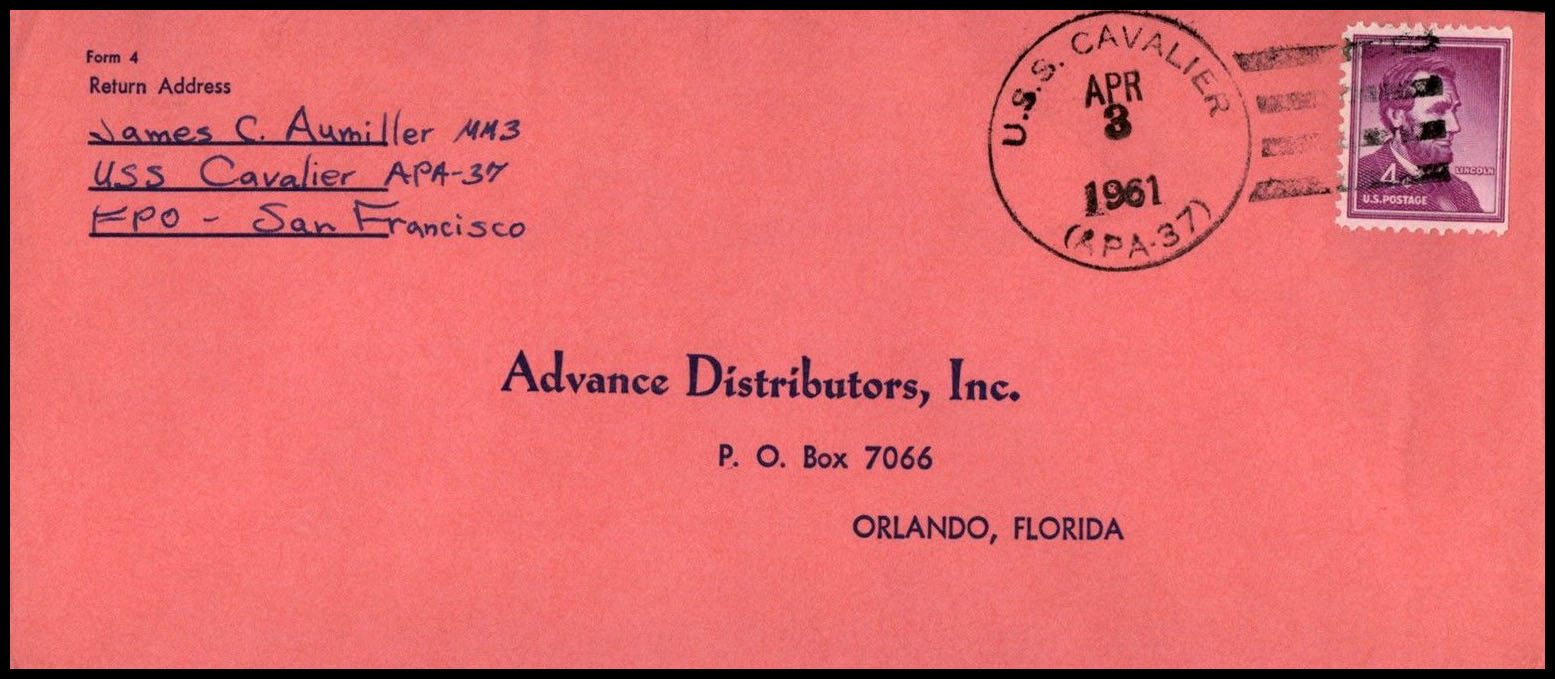 Form 4
Return Address
James C. Aumiller MM3
USS Cavalier APA-37
FPO - San Francisco
U.S.S. CAVALIER
APR
3
1961
(APA-37)
4
LINCOLN
U.S. POSTAGE
Advance Distributors, Inc.
P. O. Box 7066
ORLANDO, FLORIDA